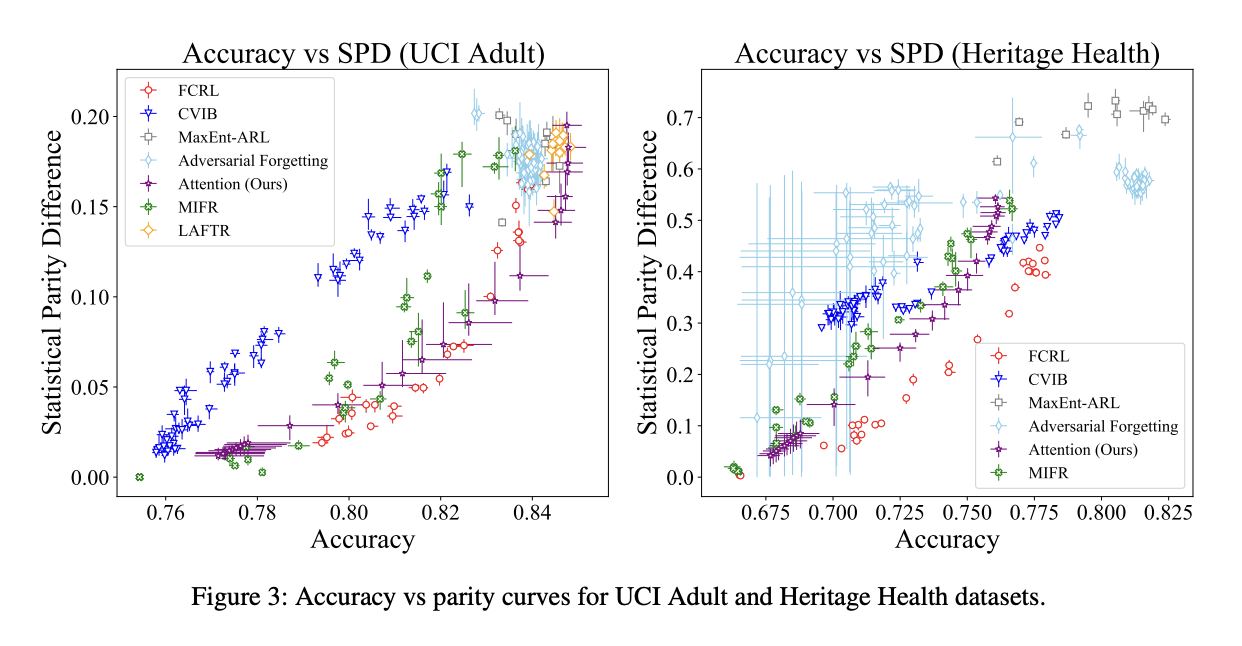 Accuracy vs SPD (UCI Adult)
Statistical Parity Difference
0.20
0.15
0.10
0.05
0.00
FCRL
CVIB
MaxEnt-ARL
Adversarial Forgetting
Attention (Ours)
MIFR
LAFTR
0.76 0.78 0.80 0.82 0.84
Accuracy
Accuracy vs SPD (Heritage Health)
Statistical Parity Difference
0.7
0.6
0.5
0.4
0.3
0.2
0.1
0.0
FCRL
CVIB
MaxEnt-ARL
Adversarial Forgetting
Attention (Ours)
MIFR
0.675 0.700 0.725 0.750 0.775 0.800 0.825
Accuracy
Figure 3: Accuracy vs parity curves for UCI Adult and Heritage Health datasets.